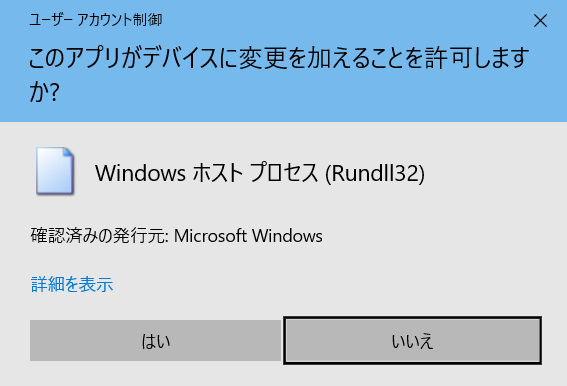 ユーザー アカウント制御
このアプリがデバイスに変更を加えることを許可します
か?
Windows ホスト プロセス (Rundll32)
確認済みの発行元: Microsoft Windows
詳細を表示
はい
いいえ